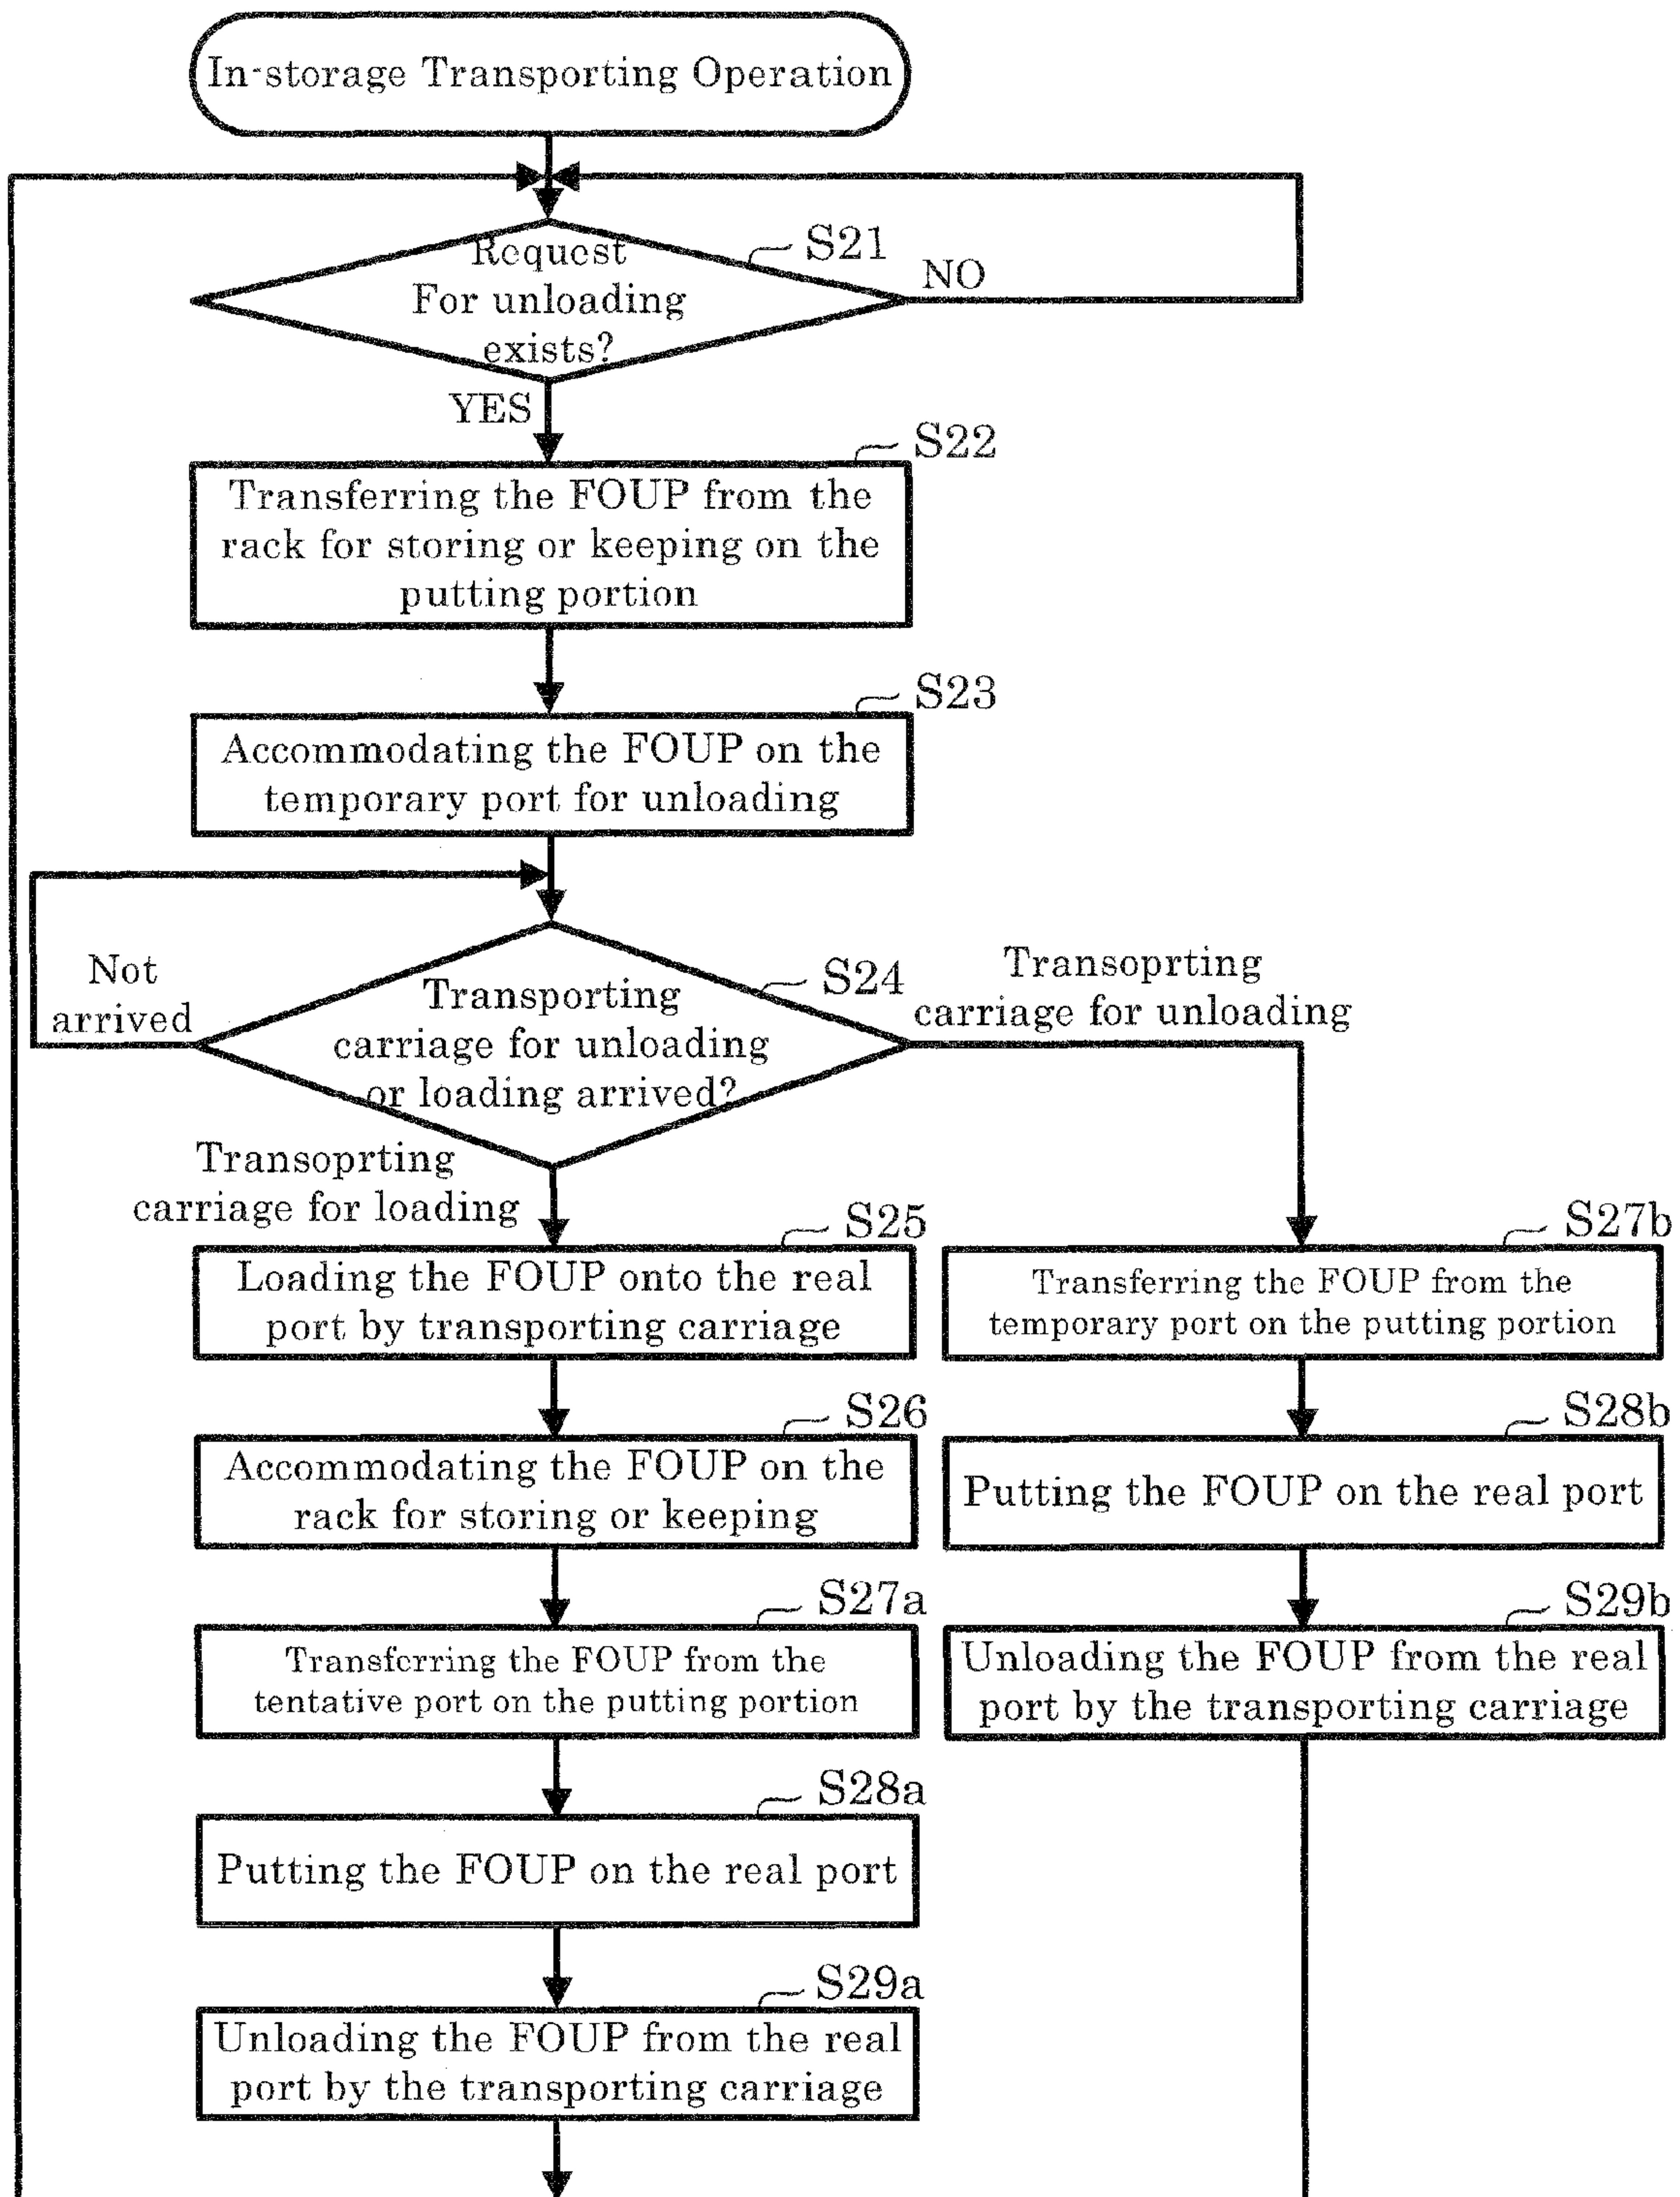 In-storage Transporting Operation
S21
Request
For unloading
exists?
NO
YES
S22
Transferring the FOUP from the
rack for storing or keeping on the
putting portion
S23
Accommodating the FOUP on the
temporary port for unloading
Not
arrived
S24
Transporting
carriage for unloading
or loading arrived?
Transoprting
carriage for unloading
Transoprting
carriage for loading
S25
Loading the FOUP onto the real
port by transporting carriage
S27b
Transferring the FOUP from the
temporary port on the putting portion
S26
Accommodating the FOUP on the
rack for storing or keeping
S28b
Putting the FOUP on the real port
S27a
Transferring the FOUP from the
tentative port on the putting portion
S29b
Unloading the FOUP from the real
port by the transporting carriage
S28a
Putting the FOUP on the real port
S29a
Unloading the FOUP from the real
port by the transporting carriage